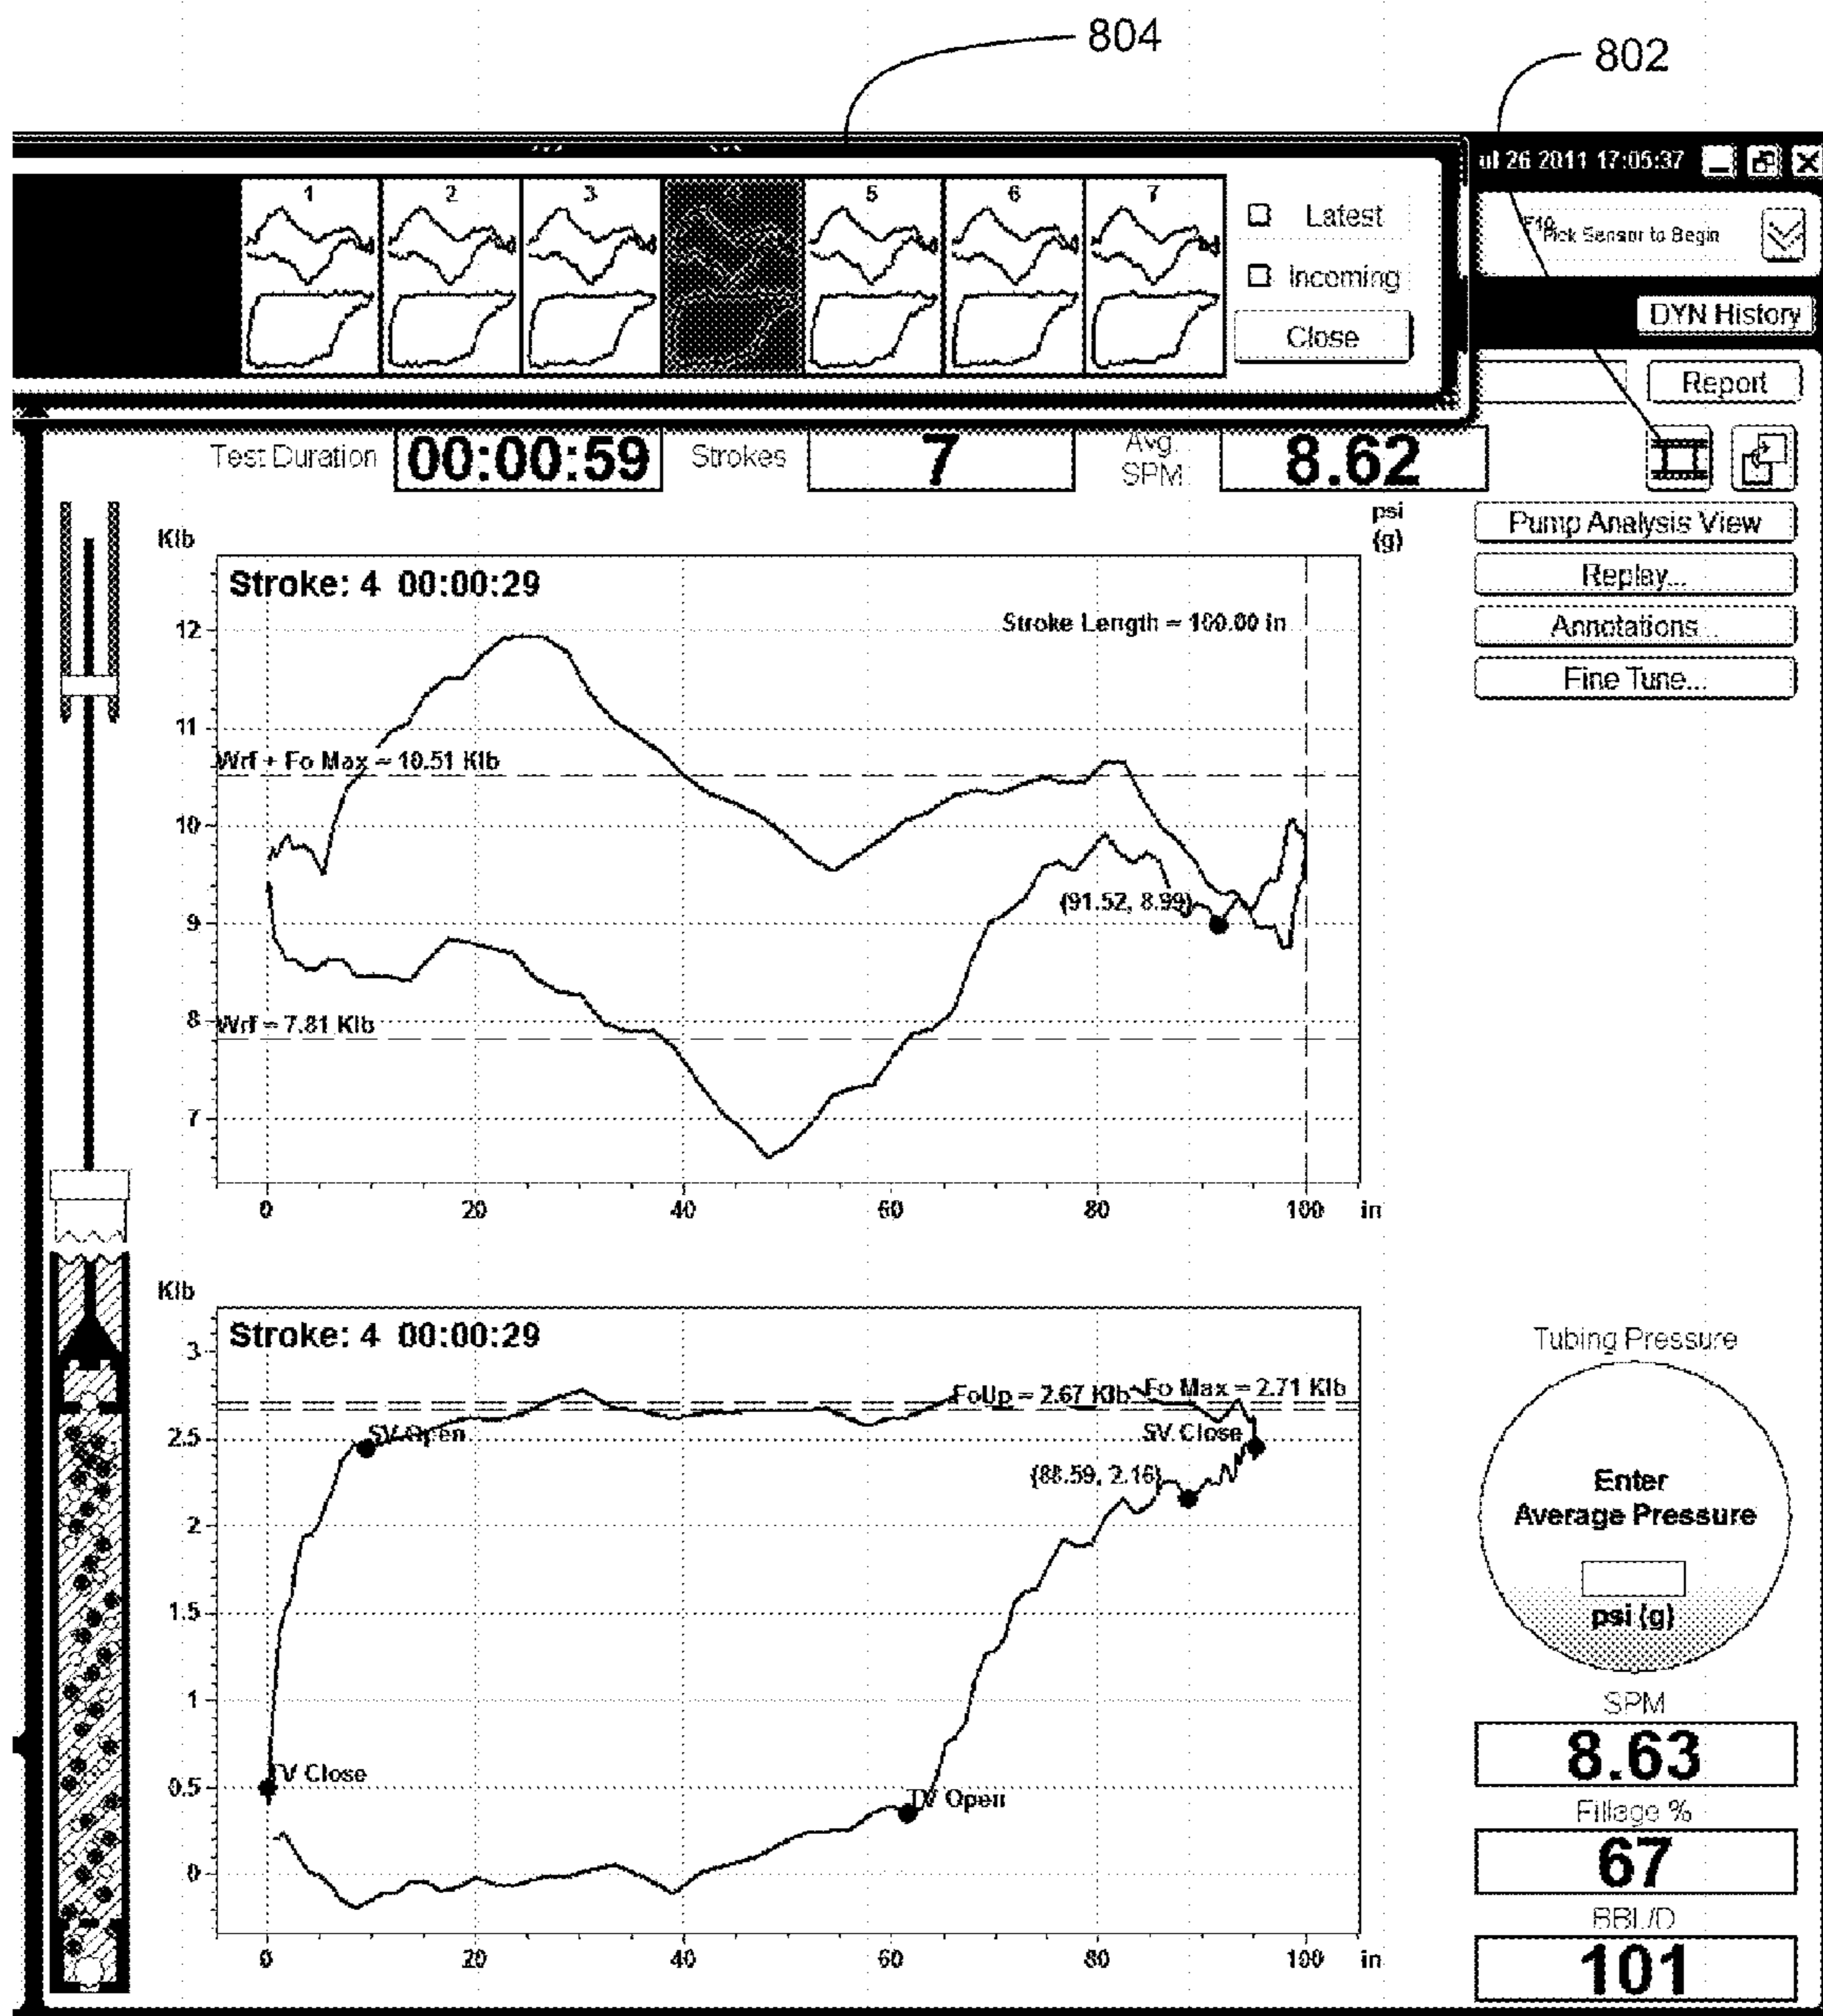 804
802
ul 26 2011 17:05:37
1
2
3
5
6
7
Latest
Incoming
Close
F10
Pick Sensor to Begin
DYN History
Report
Test Duration
00:00:59
Strokes
7
Avg.
SPM
8.62
Pump Analysis View
Replay...
Annotations...
Fine Tune...
Klb
psi
(g)
Stroke: 4 00:00:29
Stroke Length = 100.00 in
12
11
Wrf + Fo Max = 10.51 Klb
10
9
(91.52, 8.99)
8
Wrf = 7.81 Klb
7
0
20
40
60
80
100
in
Klb
Stroke: 4 00:00:29
3
FoUp = 2.67 Klb
Fo Max = 2.71 Klb
2.5
SV Open
SV Close
(88.59, 2.16)
2
1.5
1
TV Close
0.5
TV Open
0
0
20
40
60
80
100
in
Tubing Pressure
Enter
Average Pressure
psi (g)
SPM
8.63
Fillage %
67
BBL/D
101